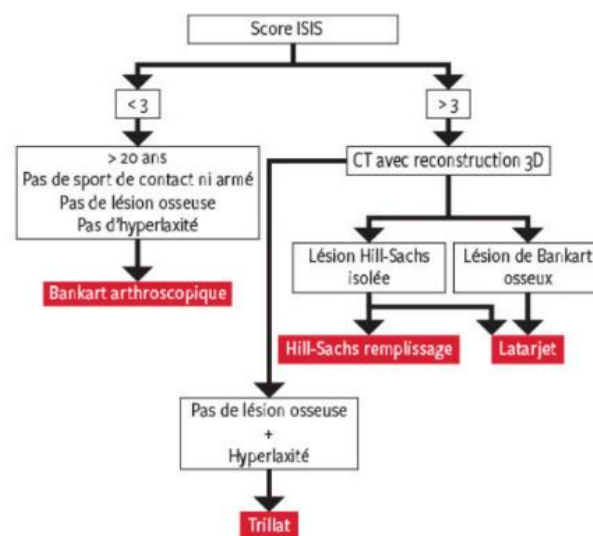 Score ISIS
< 3
> 3
> 20 ans
Pas de sport de contact ni armé
Pas de lésion osseuse
Pas d'hyperlaxité
CT avec reconstruction 3D
Bankart arthroscopique
Lésion Hill-Sachs
isolée
Lésion de Bankart
osseux
Hill-Sachs remplissage
Latarjet
Pas de lésion osseuse
+
Hyperlaxité
Trillat